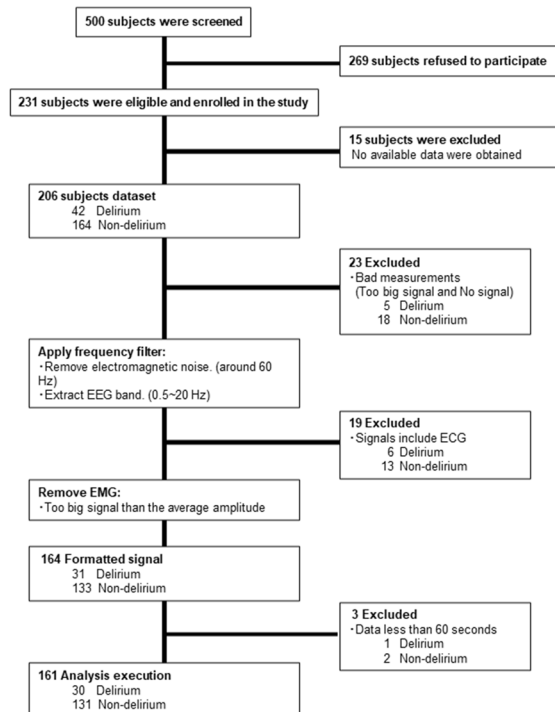 500 subjects were screened
269 subjects refused to participate
231 subjects were eligible and enrolled in the study
15 subjects were excluded
No available data were obtained
206 subjects dataset
42 Delirium
164 Non-delirium
23 Excluded
・Bad measurements
(Too big signal and No signal)
5 Delirium
18 Non-delirium
Apply frequency filter:
・Remove electromagnetic noise. (around 60
Hz)
・Extract EEG band. (0.5~20 Hz)
19 Excluded
・Signals include ECG
6 Delirium
13 Non-delirium
Remove EMG:
・Too big signal than the average amplitude
164 Formatted signal
31 Delirium
133 Non-delirium
3 Excluded
・Data less than 60 seconds
1 Delirium
2 Non-delirium
161 Analysis execution
30 Delirium
131 Non-delirium